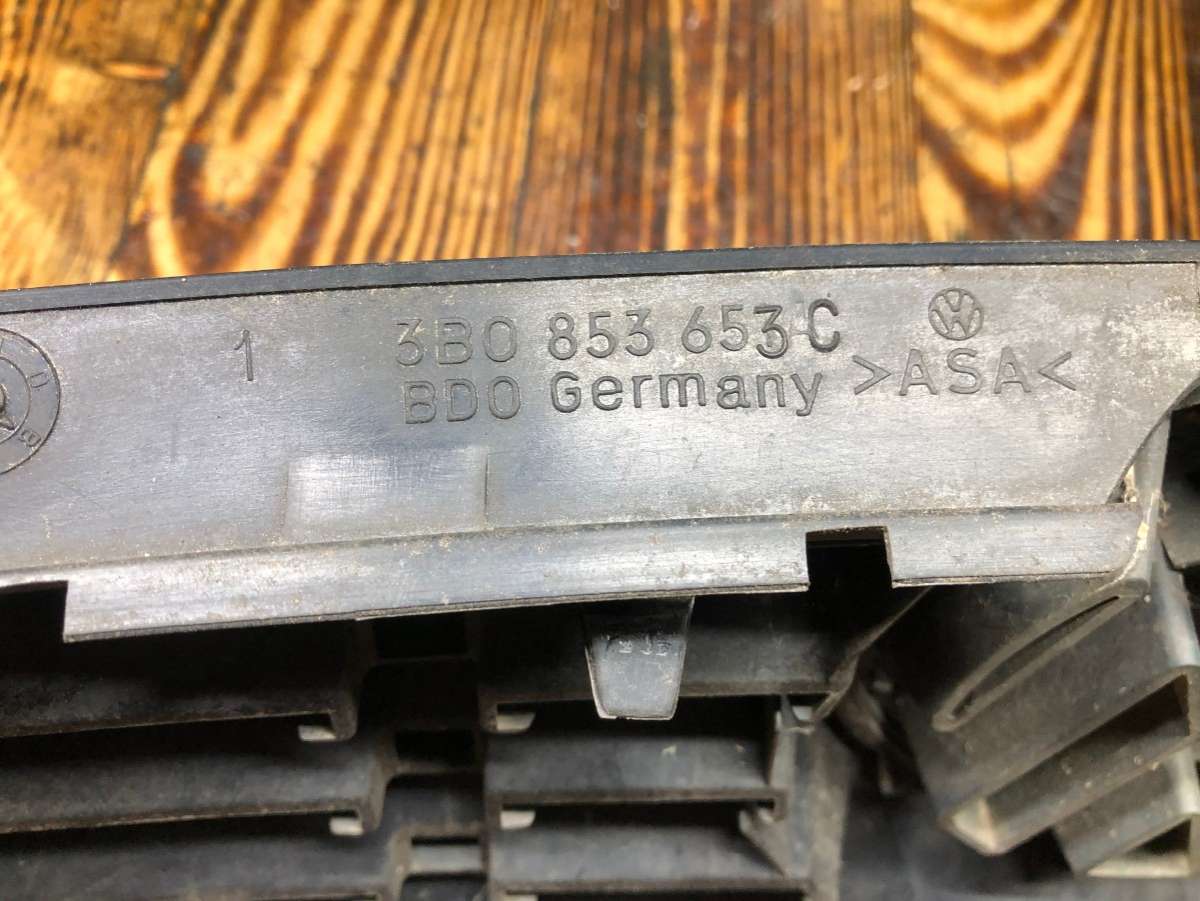 1
3B0 853 653 C
BDO Germany >ASA<
D
B